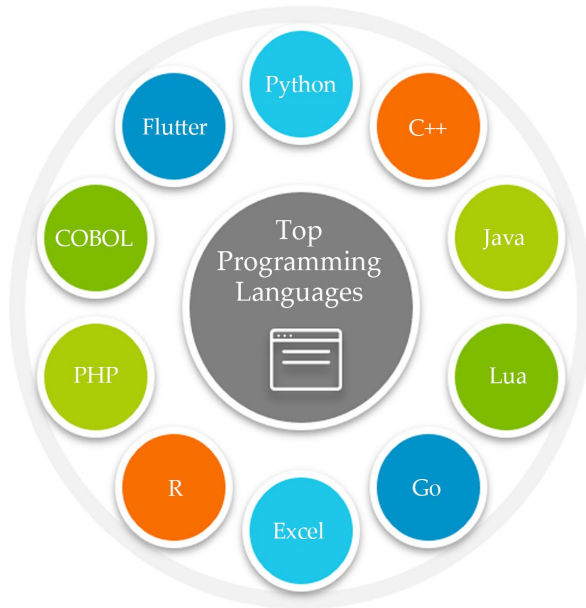 Top
Programming
Languages
Python
C++
Java
Lua
Go
Excel
R
PHP
COBOL
Flutter